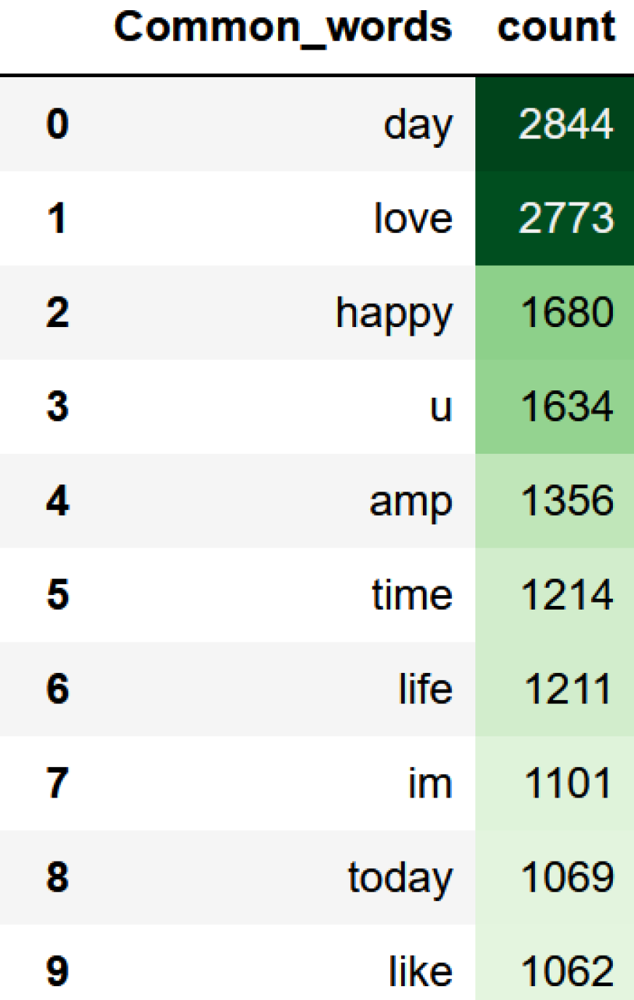 Common_words count
0 day 2844
1 love 2773
2 happy 1680
3 u 1634
4 amp 1356
5 time 1214
6 life 1211
7 im 1101
8 today 1069
9 like 1062